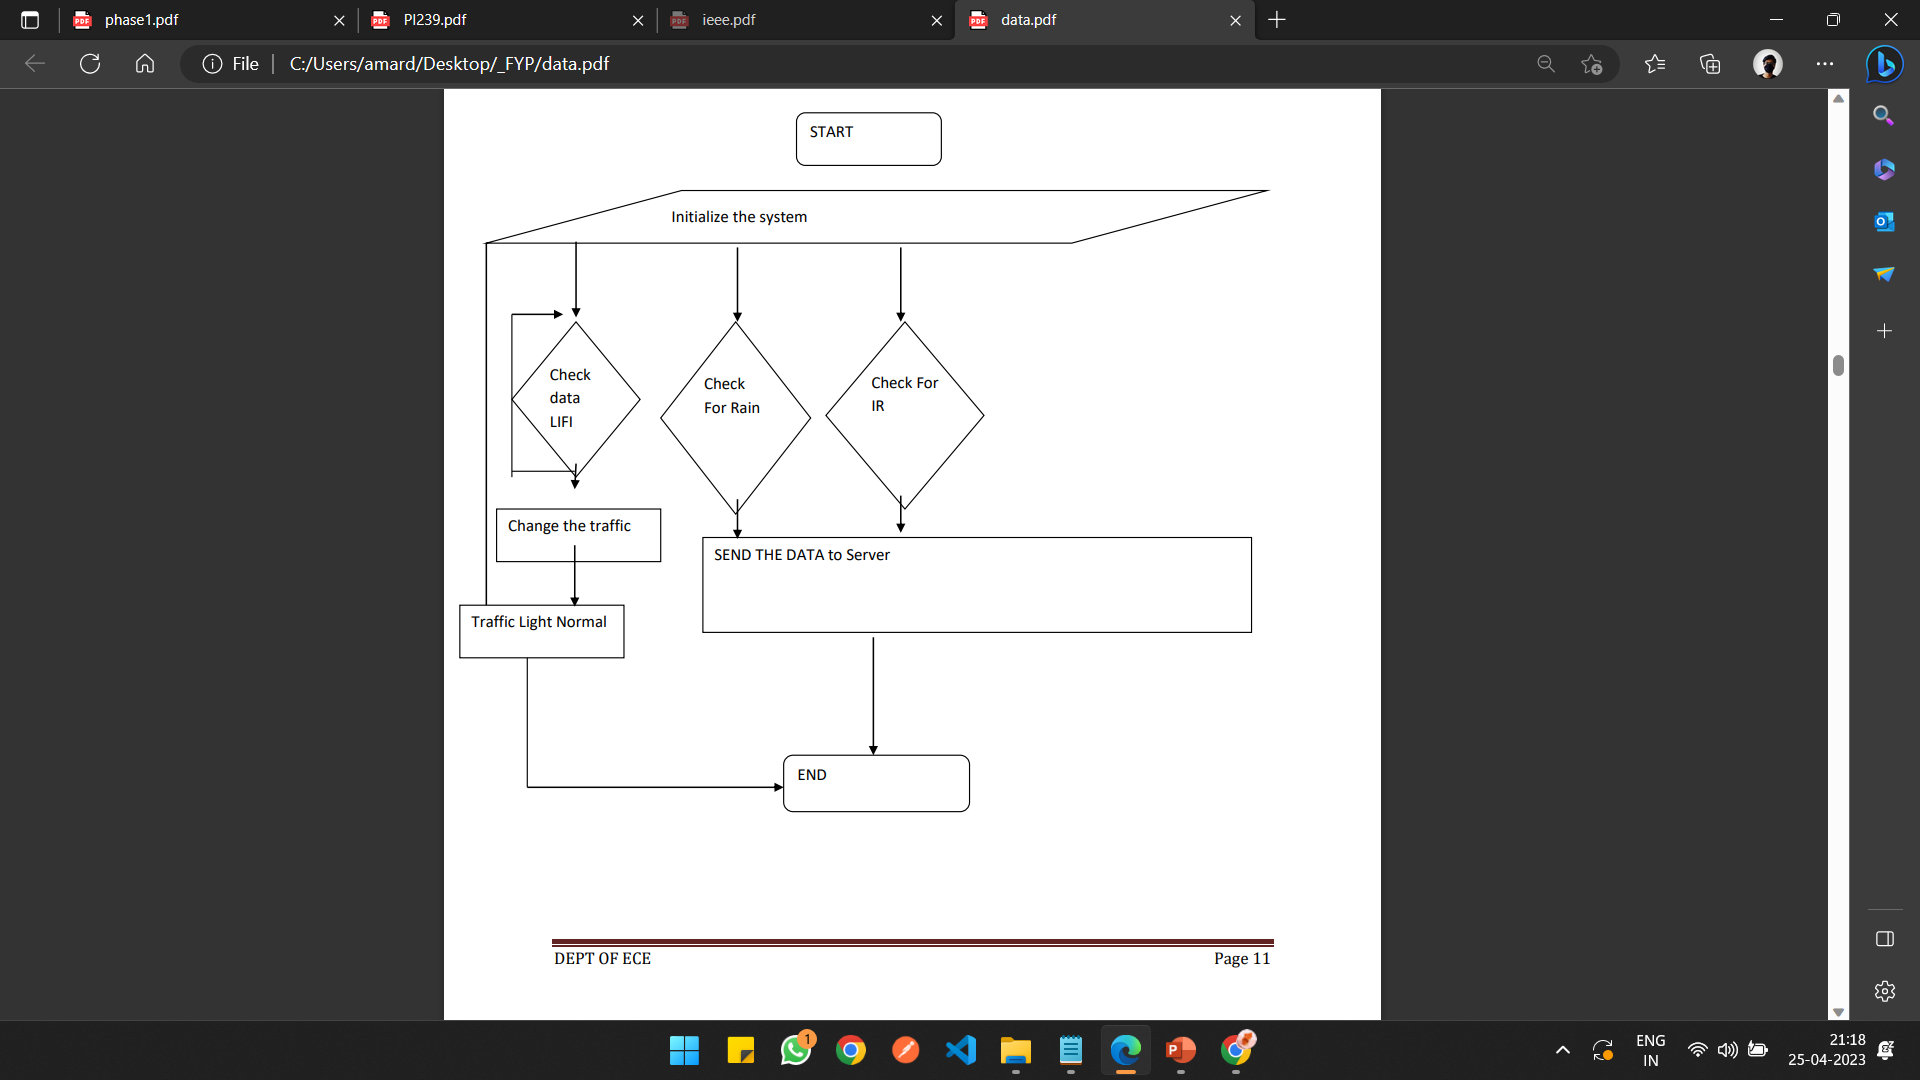 phase1.pdf
PI239.pdf
ieee.pdf
data.pdf
File
C:/Users/amard/Desktop/_FYP/data.pdf
START
Initialize the system
Check
data
LIFI
Check
For Rain
Check For
IR
Change the traffic
SEND THE DATA to Server
Traffic Light Normal
END
DEPT OF ECE
Page 11
1
ENG
IN
21:18
25-04-2023